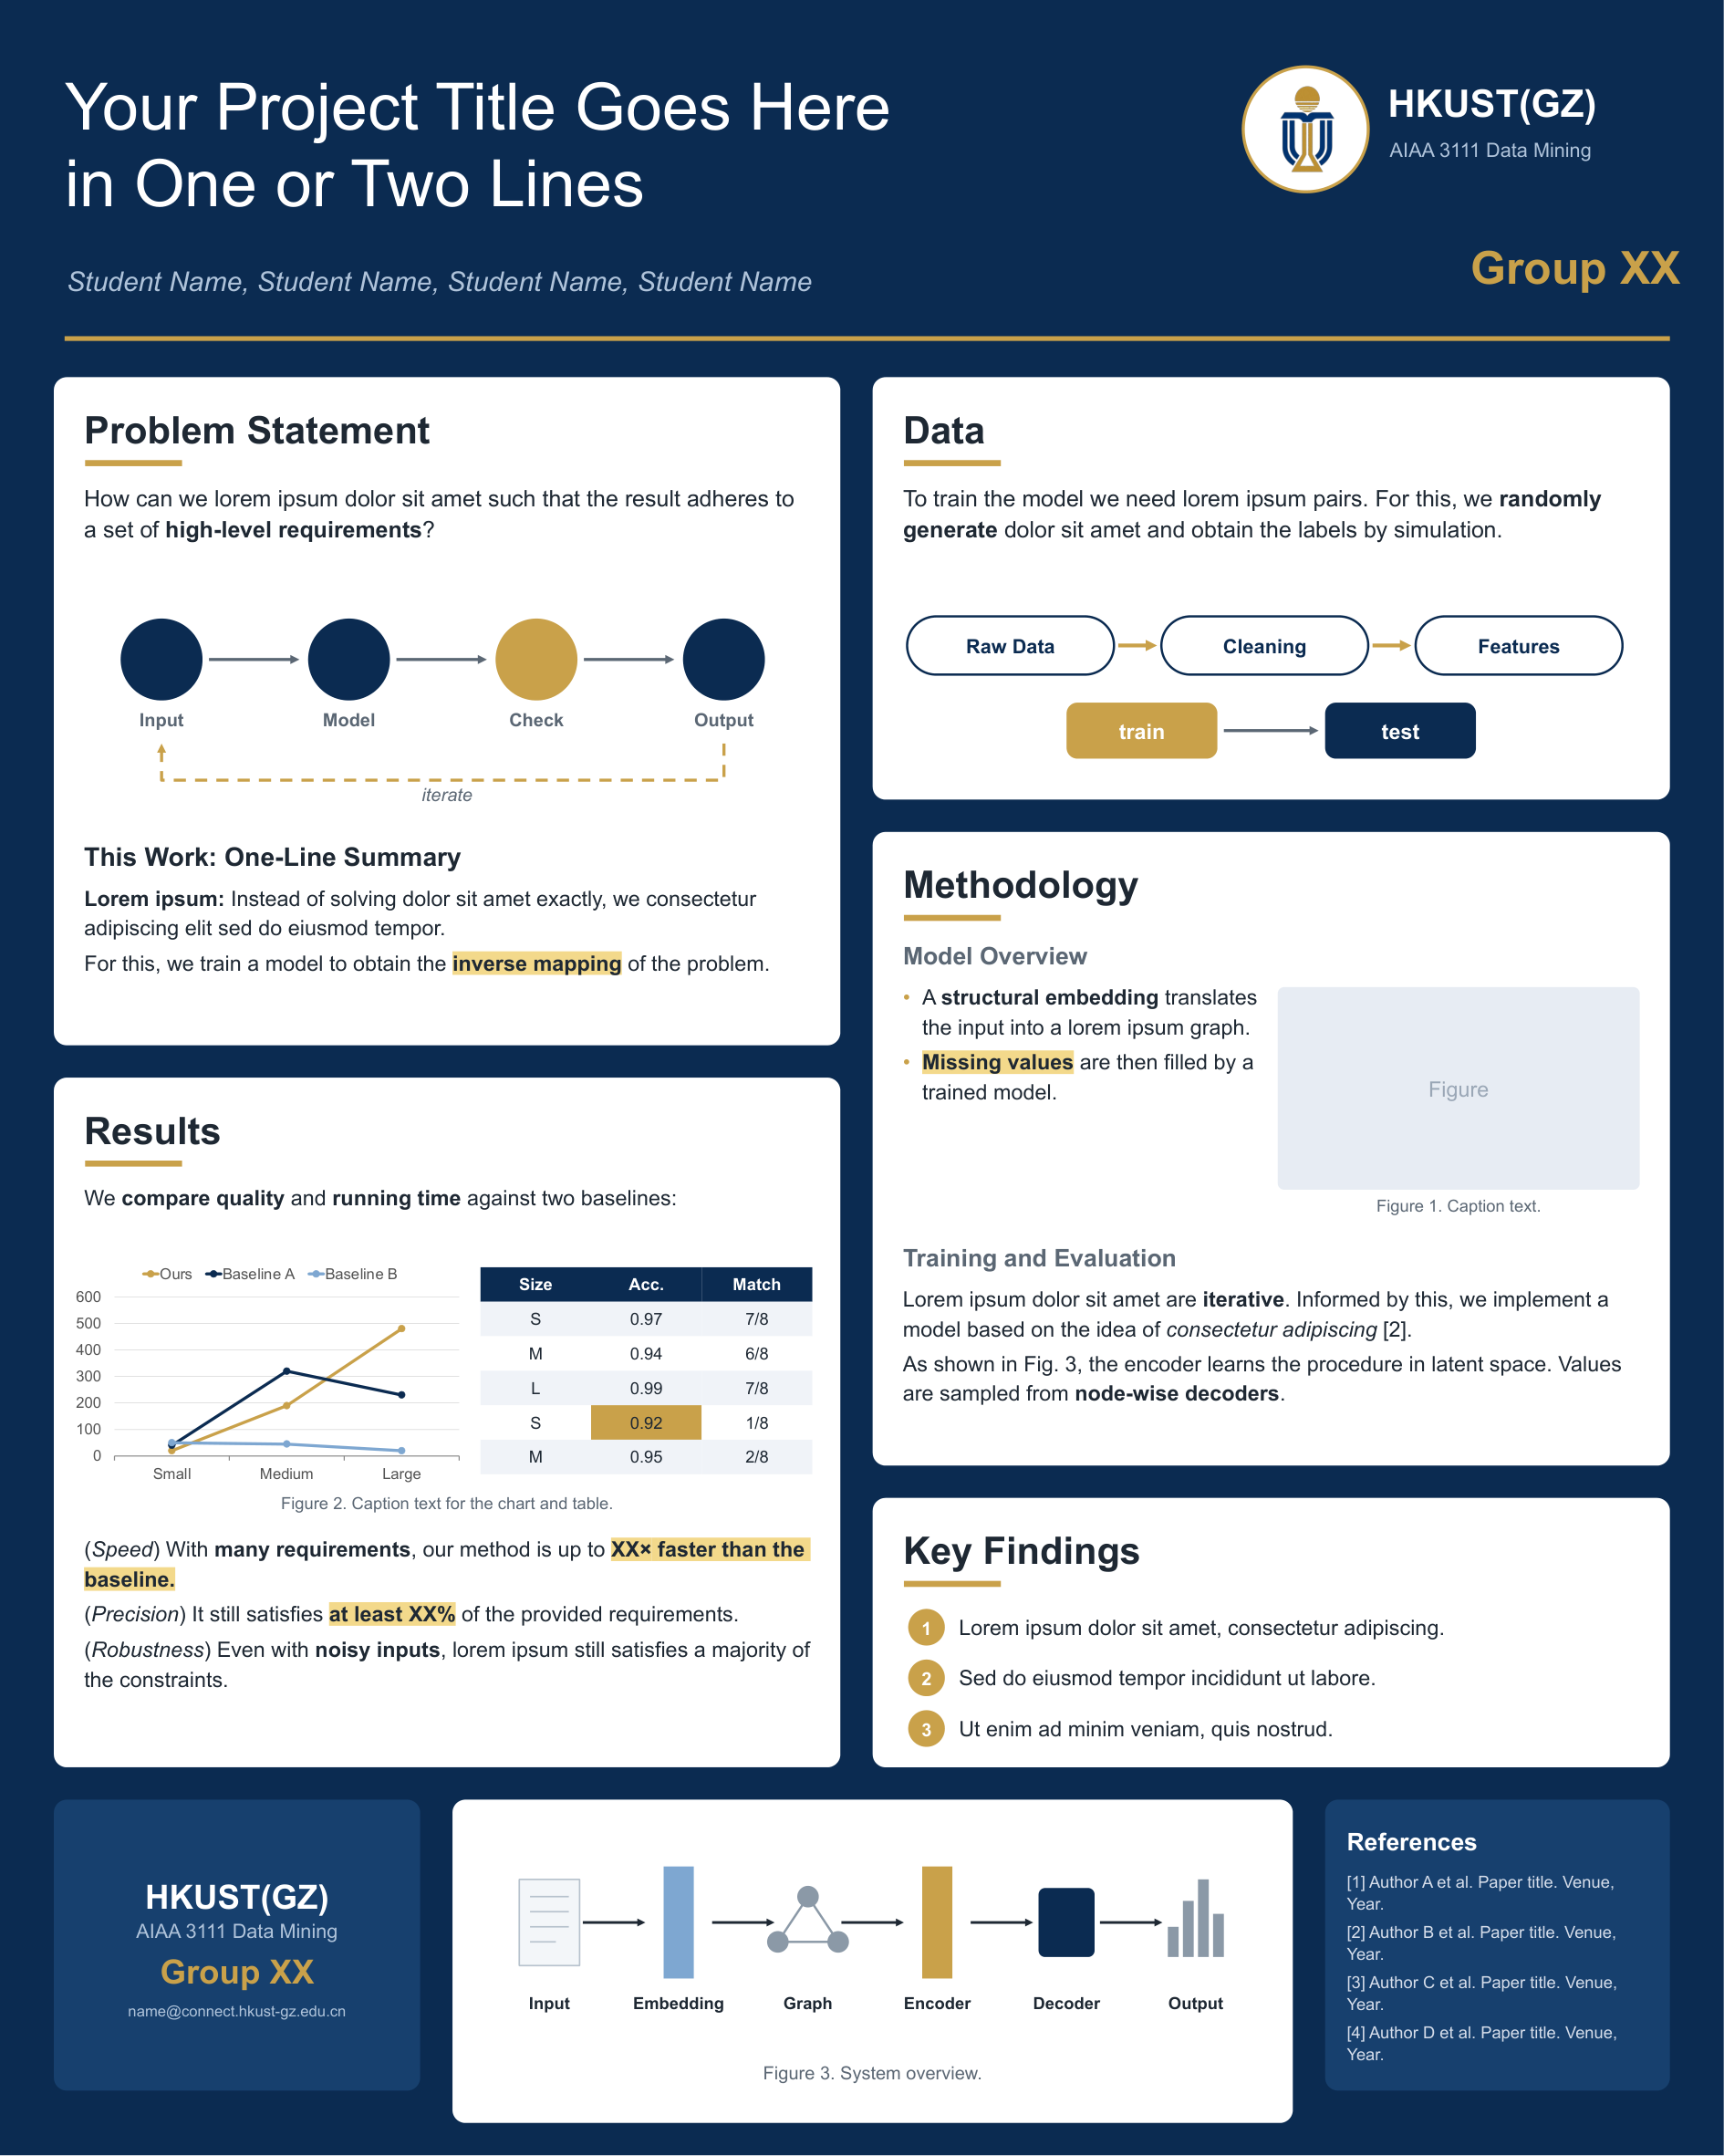 Your Project Title Goes Here
in One or Two Lines
Student Name, Student Name, Student Name, Student Name
HKUST(GZ)
AIAA 3111 Data Mining
Group XX
Problem Statement
How can we lorem ipsum dolor sit amet such that the result adheres to
a set of high-level requirements?
Input Model Check Output
iterate
This Work: One-Line Summary
Lorem ipsum: Instead of solving dolor sit amet exactly, we consectetur
adipiscing elit sed do eiusmod tempor.
For this, we train a model to obtain the inverse mapping of the problem.
Results
We compare quality and running time against two baselines:
Ours Baseline A Baseline B
600
500
400
300
200
100
0
Small Medium Large
Size Acc. Match
S 0.97 7/8
M 0.94 6/8
L 0.99 7/8
S 0.92 1/8
M 0.95 2/8
Figure 2. Caption text for the chart and table.
(Speed) With many requirements, our method is up to XX× faster than the
baseline.
(Precision) It still satisfies at least XX% of the provided requirements.
(Robustness) Even with noisy inputs, lorem ipsum still satisfies a majority of
the constraints.
Data
To train the model we need lorem ipsum pairs. For this, we randomly
generate dolor sit amet and obtain the labels by simulation.
Raw Data Cleaning Features
train test
Methodology
Model Overview
• A structural embedding translates
the input into a lorem ipsum graph.
• Missing values are then filled by a
trained model.
Figure
Figure 1. Caption text.
Training and Evaluation
Lorem ipsum dolor sit amet are iterative. Informed by this, we implement a
model based on the idea of consectetur adipiscing [2].
As shown in Fig. 3, the encoder learns the procedure in latent space. Values
are sampled from node-wise decoders.
Key Findings
1 Lorem ipsum dolor sit amet, consectetur adipiscing.
2 Sed do eiusmod tempor incididunt ut labore.
3 Ut enim ad minim veniam, quis nostrud.
HKUST(GZ)
AIAA 3111 Data Mining
Group XX
name@connect.hkust-gz.edu.cn
Input Embedding Graph Encoder Decoder Output
Figure 3. System overview.
References
[1] Author A et al. Paper title. Venue,
Year.
[2] Author B et al. Paper title. Venue,
Year.
[3] Author C et al. Paper title. Venue,
Year.
[4] Author D et al. Paper title. Venue,
Year.